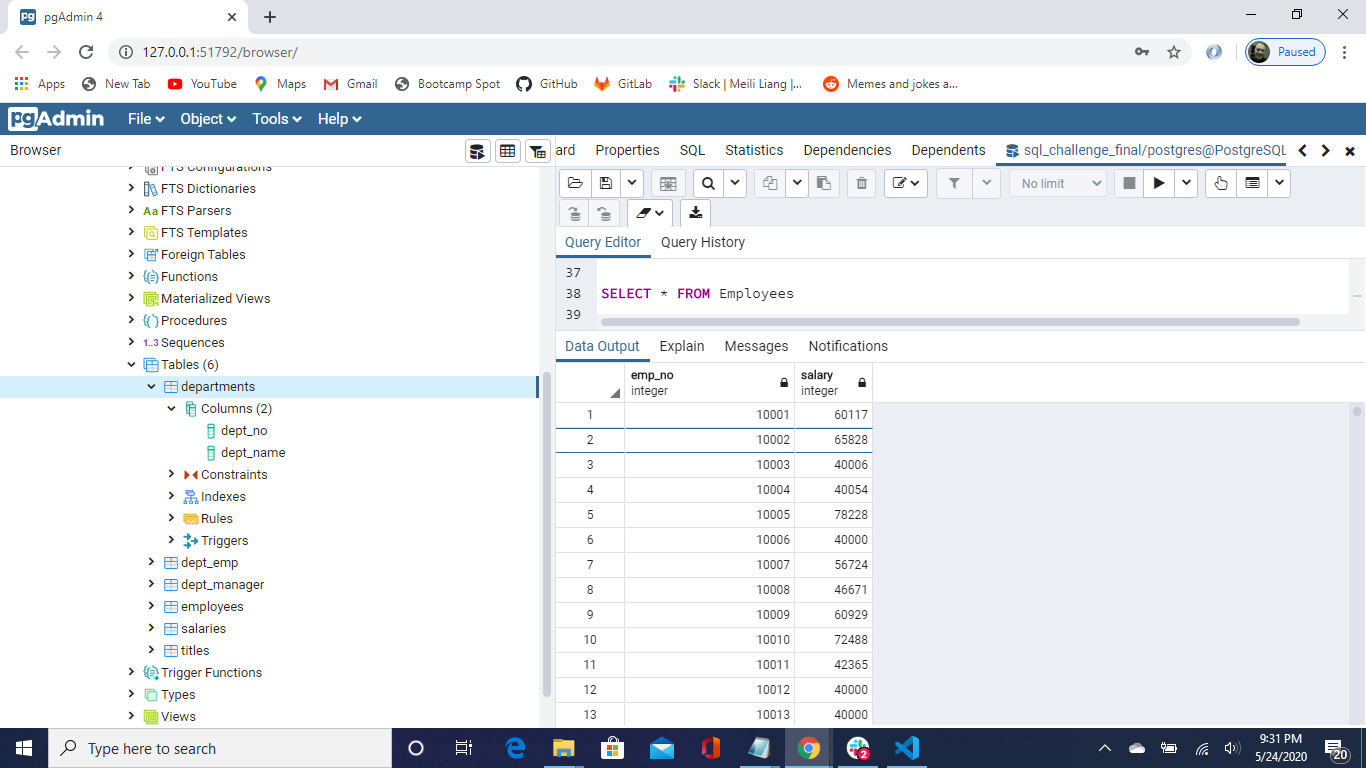 pgAdmin 4
127.0.0.1:51792/browser/
Paused
Apps
New Tab
YouTube
Maps
Gmail
Bootcamp Spot
GitHub
GitLab
Slack | Meili Liang |...
Memes and jokes a...
pgAdmin
File
Object
Tools
Help
Browser
ard
Properties
SQL
Statistics
Dependencies
Dependents
sql_challenge_final/postgres@PostgreSQL
FTS Configurations
FTS Dictionaries
Aa FTS Parsers
FTS Templates
Foreign Tables
Functions
Materialized Views
Procedures
1..3 Sequences
Tables (6)
departments
Columns (2)
dept_no
dept_name
Constraints
Indexes
Rules
Triggers
dept_emp
dept_manager
employees
salaries
titles
Trigger Functions
Types
Views
No limit
Query Editor
Query History
37
38 SELECT * FROM Employees
39
Data Output
Explain
Messages
Notifications
emp_no salary
integer integer
1 10001 60117
2 10002 65828
3 10003 40006
4 10004 40054
5 10005 78228
6 10006 40000
7 10007 56724
8 10008 46671
9 10009 60929
10 10010 72488
11 10011 42365
12 10012 40000
13 10013 40000
Type here to search
2
9:31 PM
5/24/2020
20